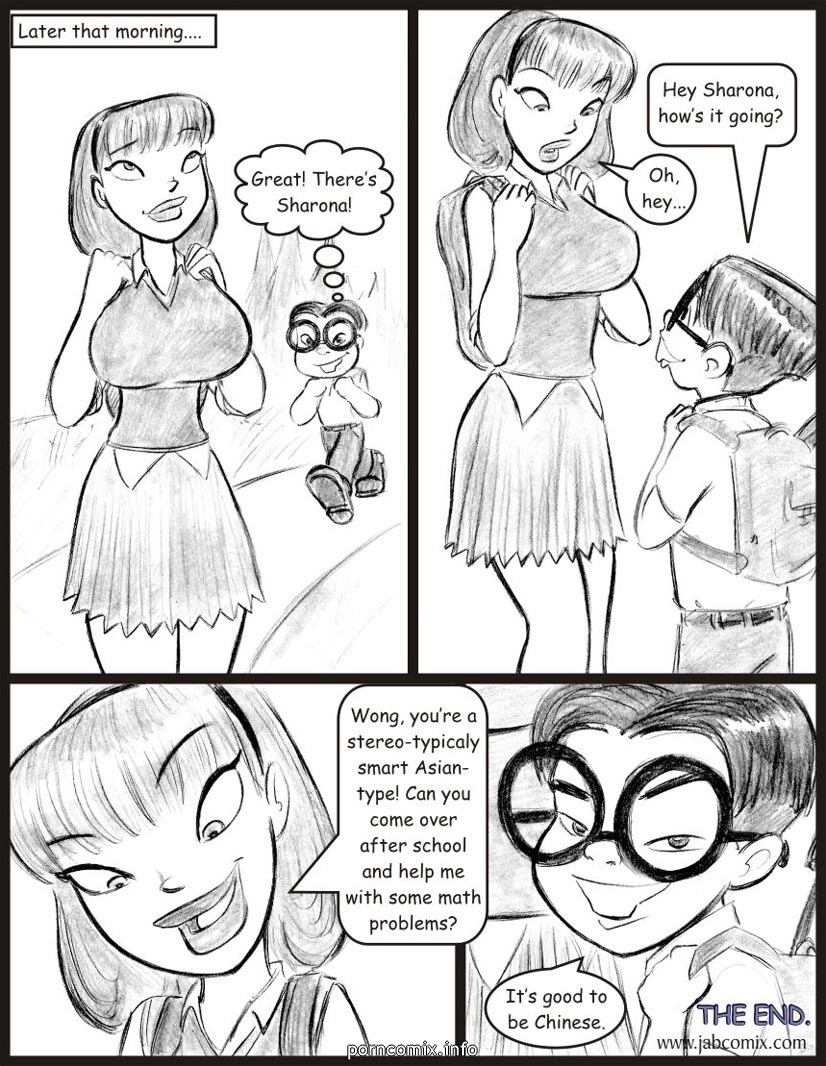 Later that morning....
Great! There's
Sharona!
Hey Sharona,
how's it going?
Oh,
hey...
Wong, you're a
stereo-typicaly
smart Asian-
type! Can you
come over
after school
and help me
with some math
problems?
It's good to
be Chinese.
THE END.
www.jabcomix.com
porncomix.info